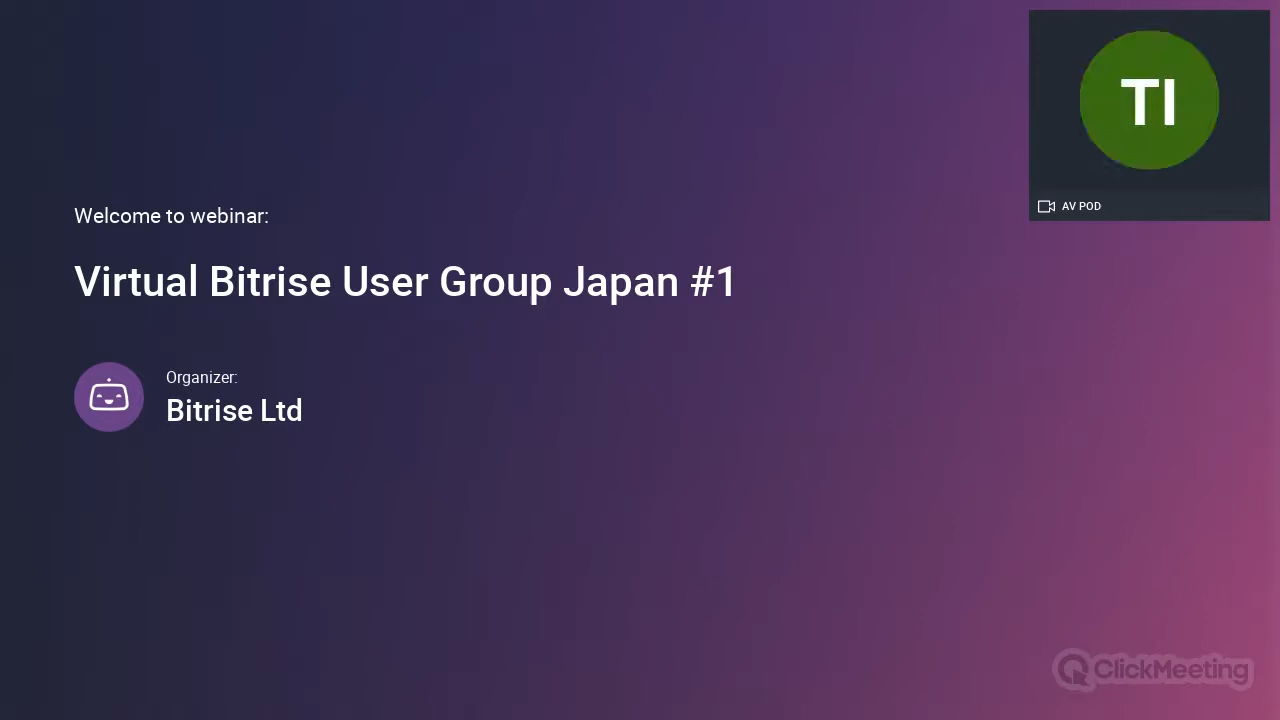 Welcome to webinar:
Virtual Bitrise User Group Japan #1
Organizer:
Bitrise Ltd
TI
AV POD
ClickMeeting